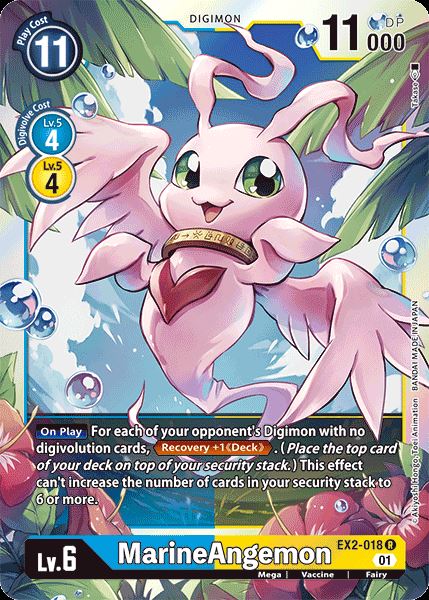 Play Cost
11
DIGIMON
11000
DP
Digivolve Cost
Lv.5
4
Lv.5
4
Takase
©Akiyoshi Hongo, Toei Animation BANDAI MADE IN JAPAN
On Play For each of your opponent's Digimon with no
digivolution cards, Recovery +1《Deck》. (Place the top card
of your deck on top of your security stack.) This effect
can't increase the number of cards in your security stack to
6 or more.
Lv.6
MarineAngemon
EX2-018 R
01
Mega | Vaccine | Fairy